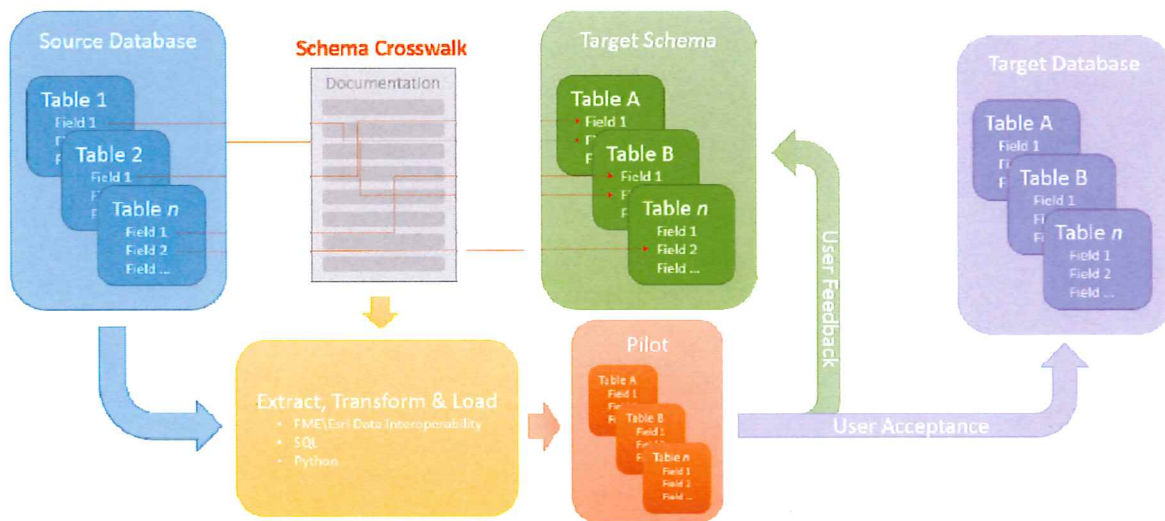 Source Database
Table 1
Field 1
Table 2
Field 1
Table n
Field 1
Field 2
Field ...
Schema Crosswalk
Documentation
Target Schema
Table A
Field 1
Table B
Field 1
Table n
Field 1
Field 2
Field ...
Target Database
Table A
Field 1
Table B
Field 1
Table n
Field 1
Field 2
Field ...
Extract, Transform & Load
• FME\Esri Data Interoperability
• SQL
• Python
Pilot
Table A
Field 1
Table B
Field 1
Table n
Field 1
Field 2
Field ...
User Feedback
User Acceptance